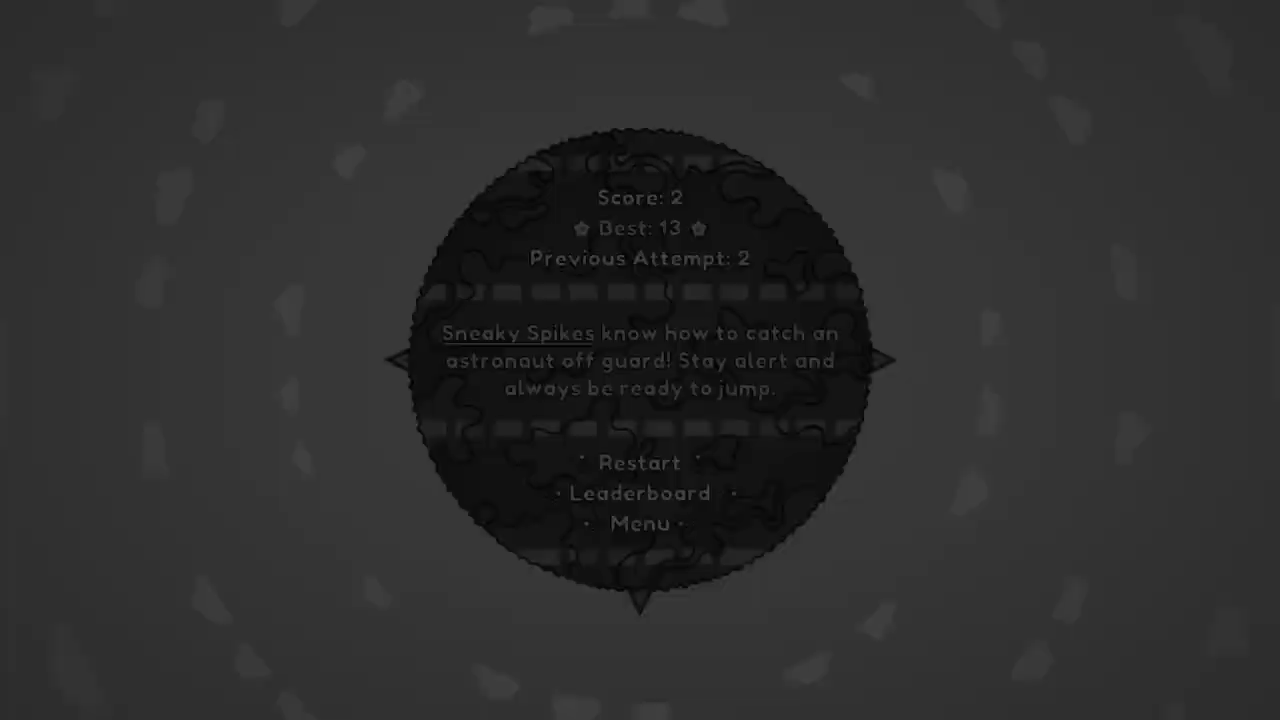 Score: 2
Best: 13
Previous Attempt: 2
Sneaky Spikes know how to catch an
astronaut off guard! Stay alert and
always be ready to jump.
Restart
Leaderboard
Menu